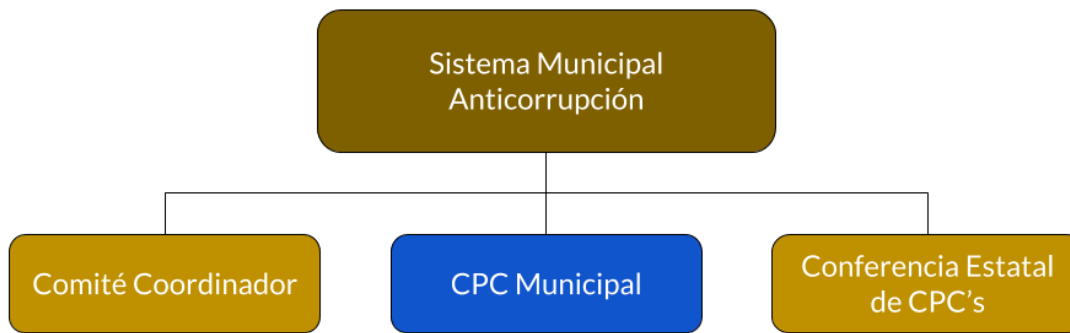 Sistema Municipal
Anticorrupción
Comité Coordinador
CPC Municipal
Conferencia Estatal
de CPC’s